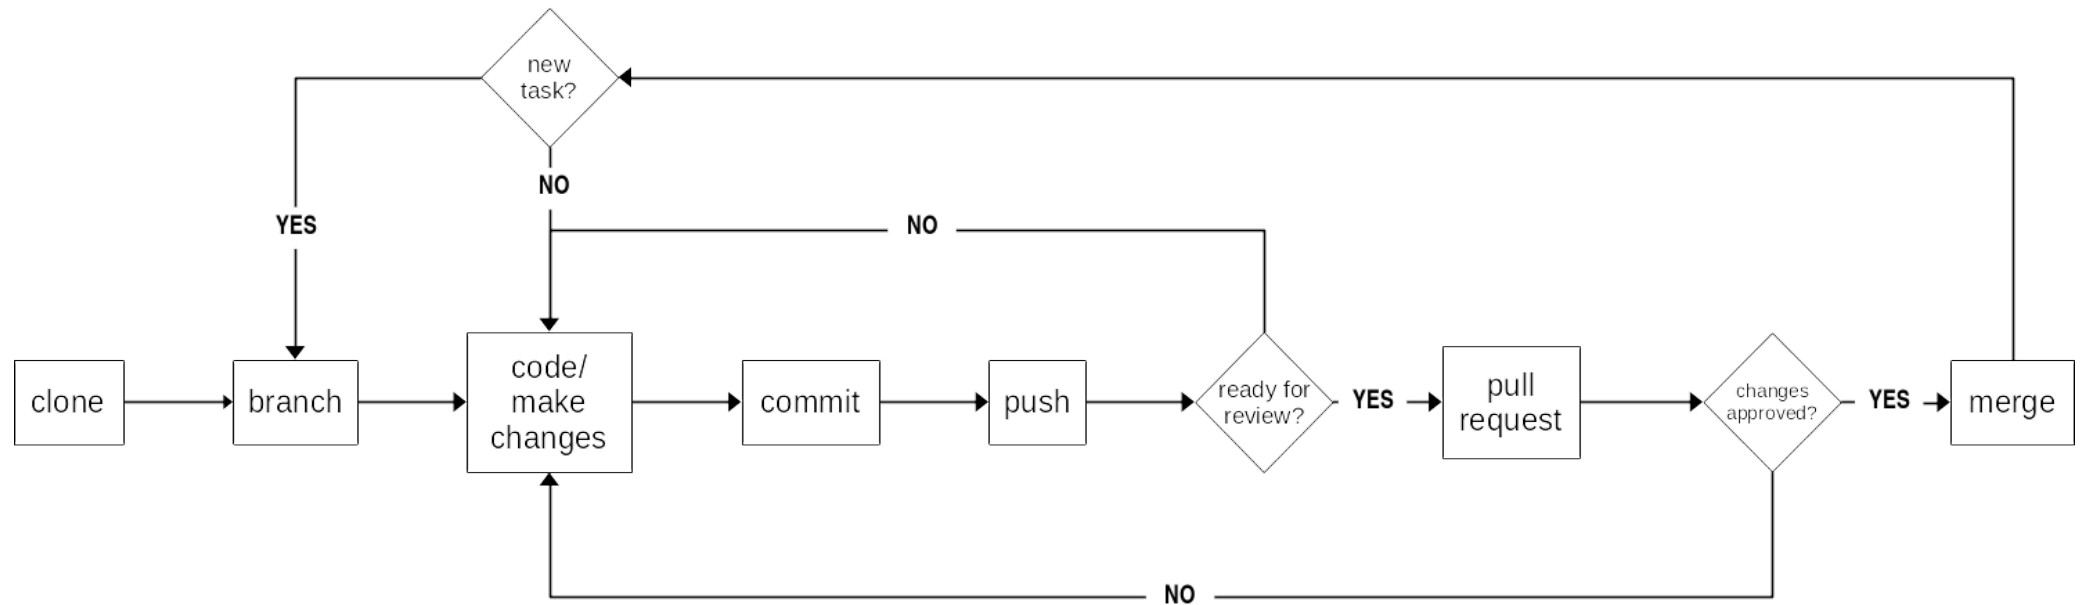 new
task?
NO
YES
NO
clone
branch
code/
make
changes
commit
push
ready for
review?
YES
pull
request
changes
approved?
YES
merge
NO